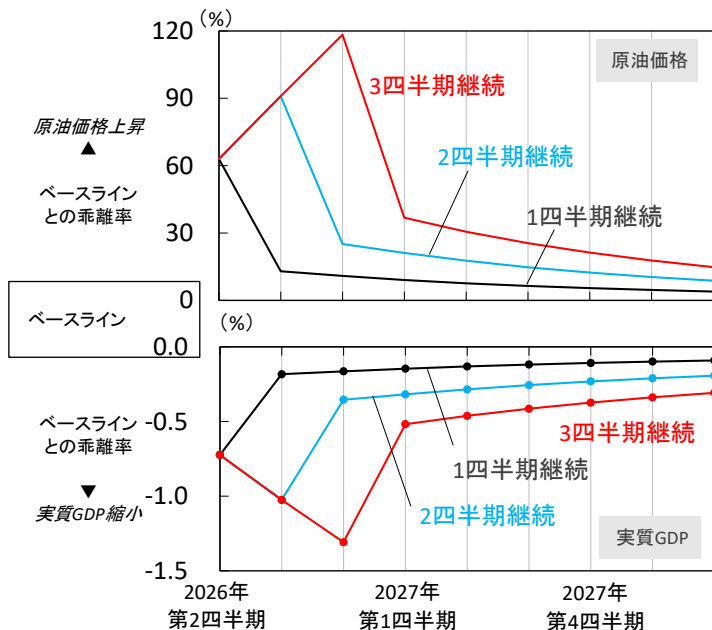 （%）
120
90
60
30
0
原油価格
3四半期継続
2四半期継続
1四半期継続
原油価格上昇
▲
ベースライン
との乖離率
ベースライン
（%）
0.0
-0.5
-1.0
-1.5
ベースライン
との乖離率
▼
実質GDP縮小
3四半期継続
1四半期継続
2四半期継続
実質GDP
2026年
第2四半期
2027年
第1四半期
2027年
第4四半期